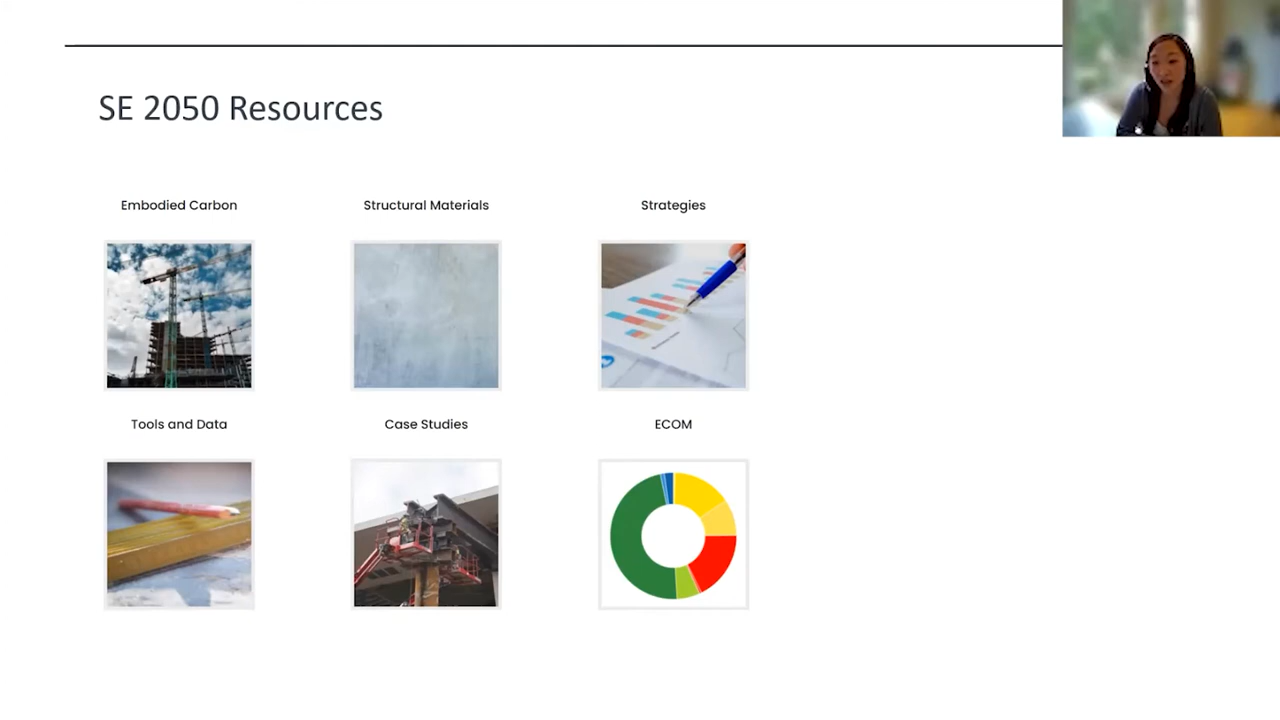 SE 2050 Resources
Embodied Carbon
Structural Materials
Strategies
Tools and Data
Case Studies
ECOM